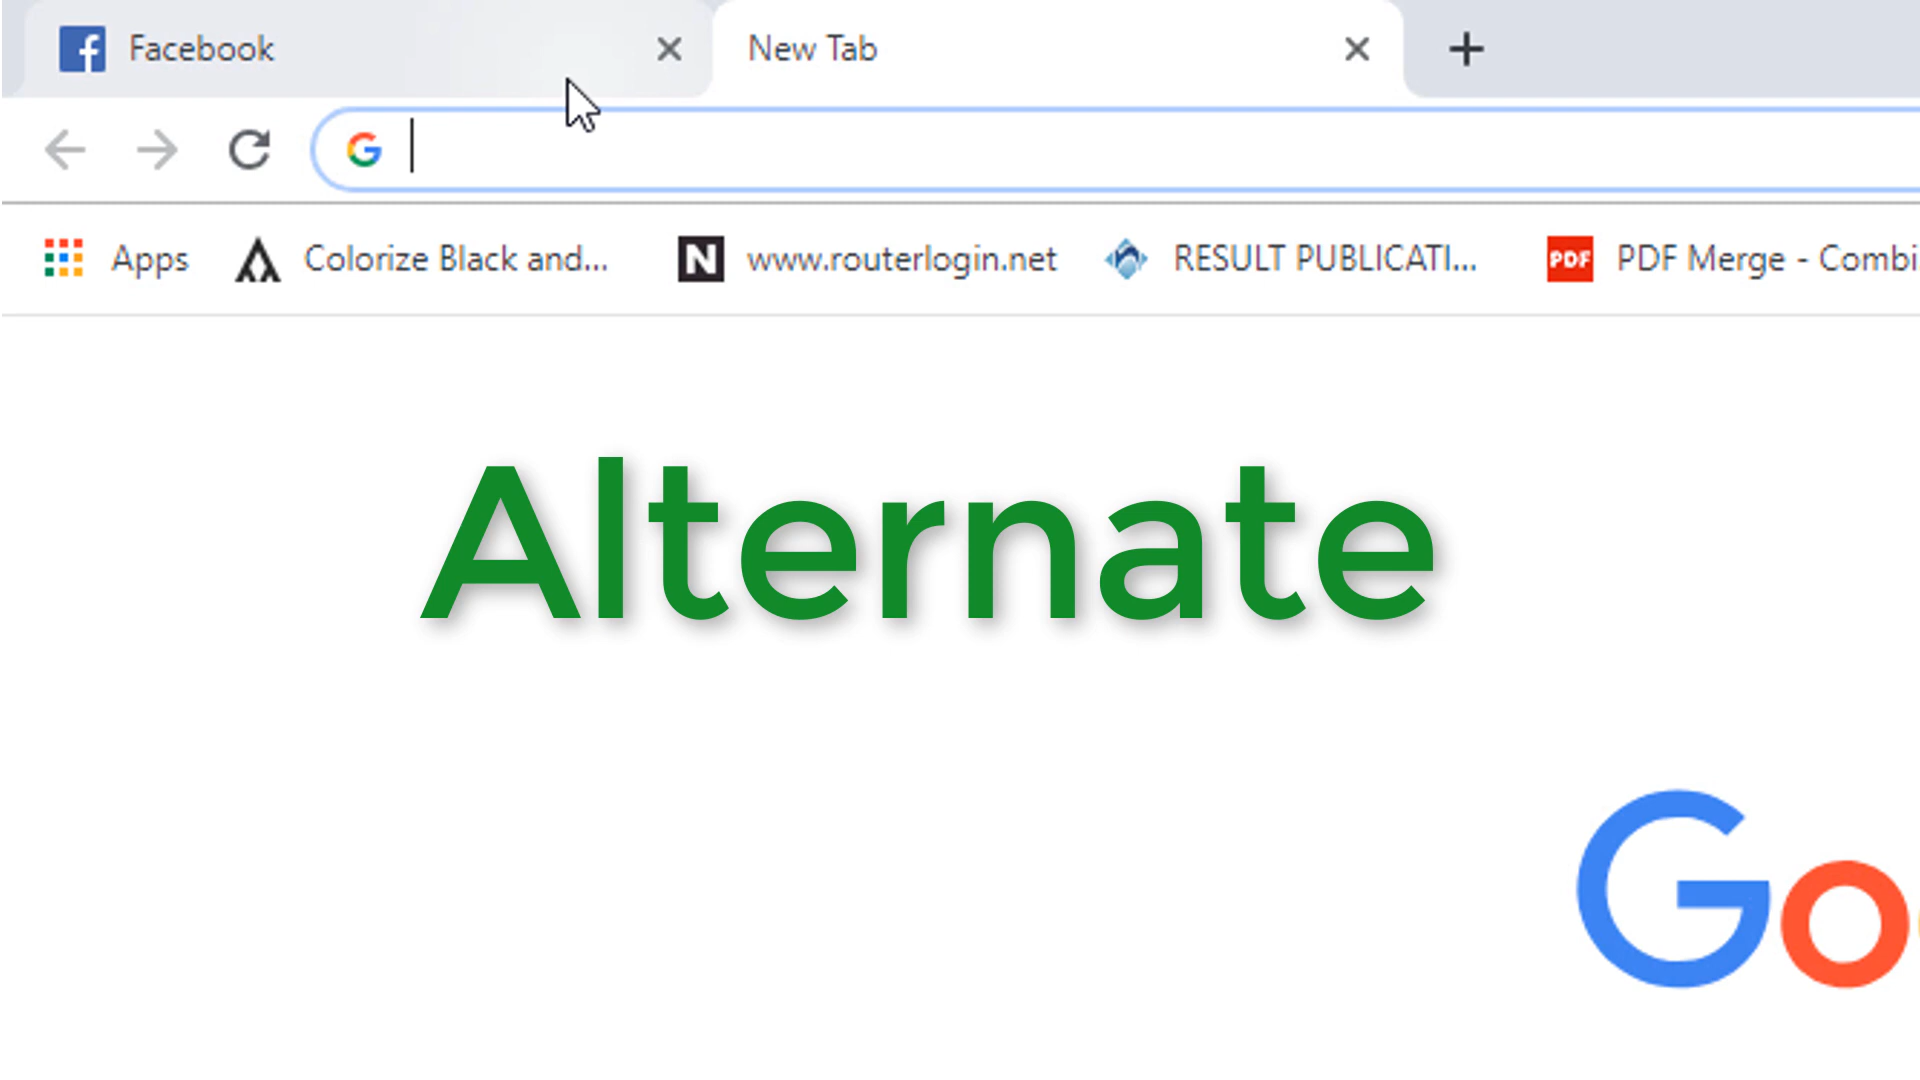 Facebook
New Tab
Apps
Colorize Black and...
www.routerlogin.net
RESULT PUBLICATI...
PDF
PDF Merge - Combi
Alternate
Go